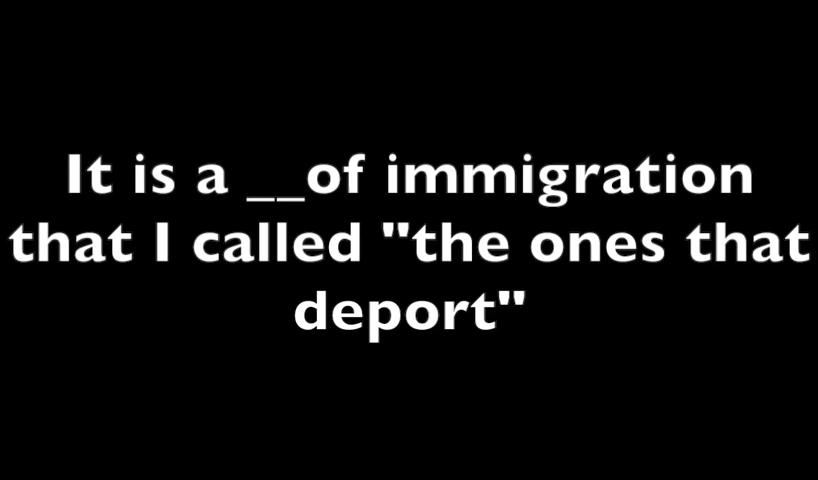 It is a __of immigration
that I called "the ones that
deport"